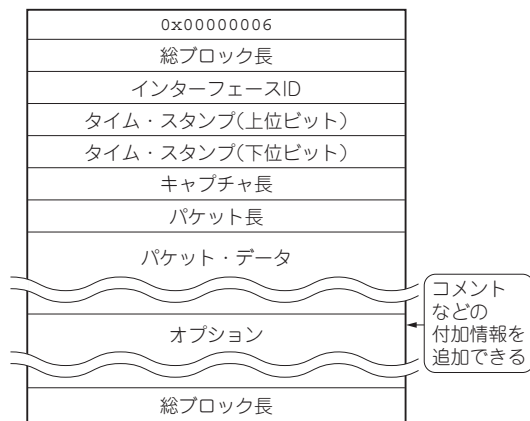 0x00000006
総ブロック長
インターフェースID
タイム・スタンプ(上位ビット)
タイム・スタンプ(下位ビット)
キャプチャ長
パケット長
パケット・データ
オプション
コメント
などの
付加情報を
追加できる
総ブロック長